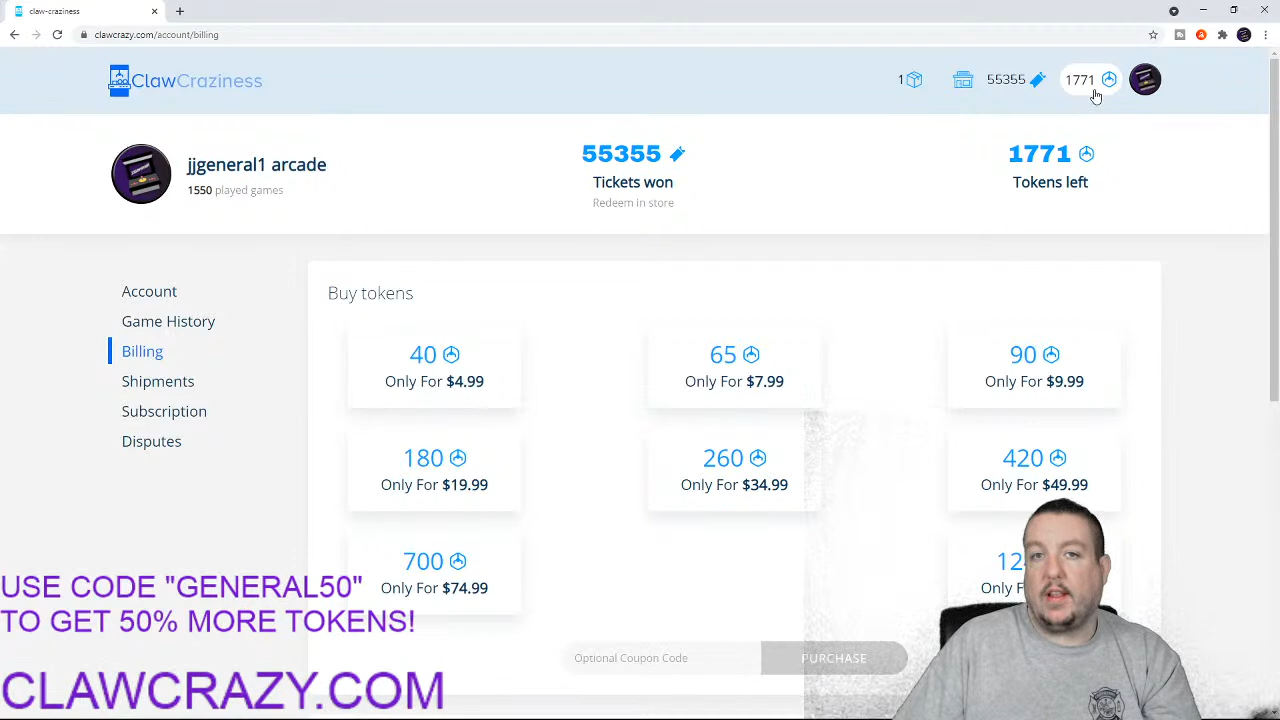 claw-craziness
clawcrazy.com/account/billing
ClawCraziness
1
55355
1771
jjgeneral1 arcade
1550 played games
55355
Tickets won
Redeem in store
1771
Tokens left
Account
Game History
Billing
Shipments
Subscription
Disputes
Buy tokens
40
Only For $4.99
65
Only For $7.99
90
Only For $9.99
180
Only For $19.99
260
Only For $34.99
420
Only For $49.99
700
Only For $74.99
Optional Coupon Code
PURCHASE
USE CODE "GENERAL50"
TO GET 50% MORE TOKENS!
CLAWCRAZY.COM